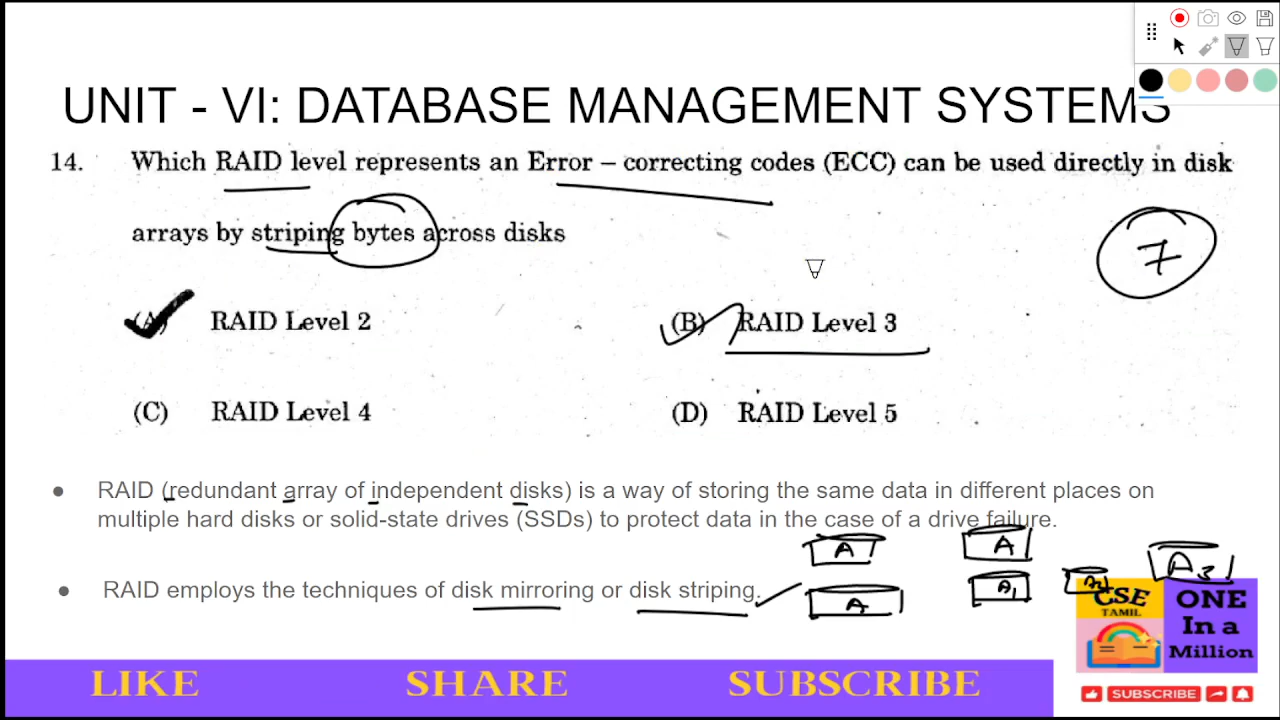 UNIT - VI: DATABASE MANAGEMENT SYSTEMS
14. Which RAID level represents an Error – correcting codes (ECC) can be used directly in disk
arrays by striping bytes across disks
7
(A) RAID Level 2
(B) RAID Level 3
(C) RAID Level 4
(D) RAID Level 5
● RAID (redundant array of independent disks) is a way of storing the same data in different places on
multiple hard disks or solid-state drives (SSDs) to protect data in the case of a drive failure.
A
A
A3
● RAID employs the techniques of disk mirroring or disk striping.
A
A1
CSE
TAMIL
ONE
In a
Million
LIKE SHARE SUBSCRIBE
SUBSCRIBE